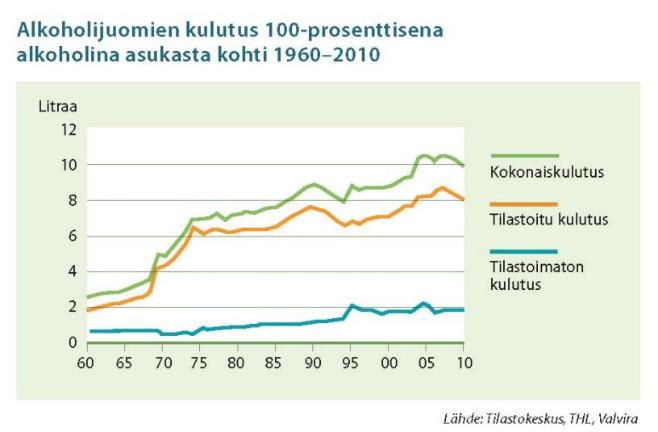 Alkoholijuomien kulutus 100-prosenttisena
alkoholina asukasta kohti 1960–2010
Litraa
12
10
8
6
4
2
0
60 65 70 75 80 85 90 95 00 05 10
Kokonaiskulutus
Tilastoitu kulutus
Tilastoimaton
kulutus
Lähde: Tilastokeskus, THL, Valvira